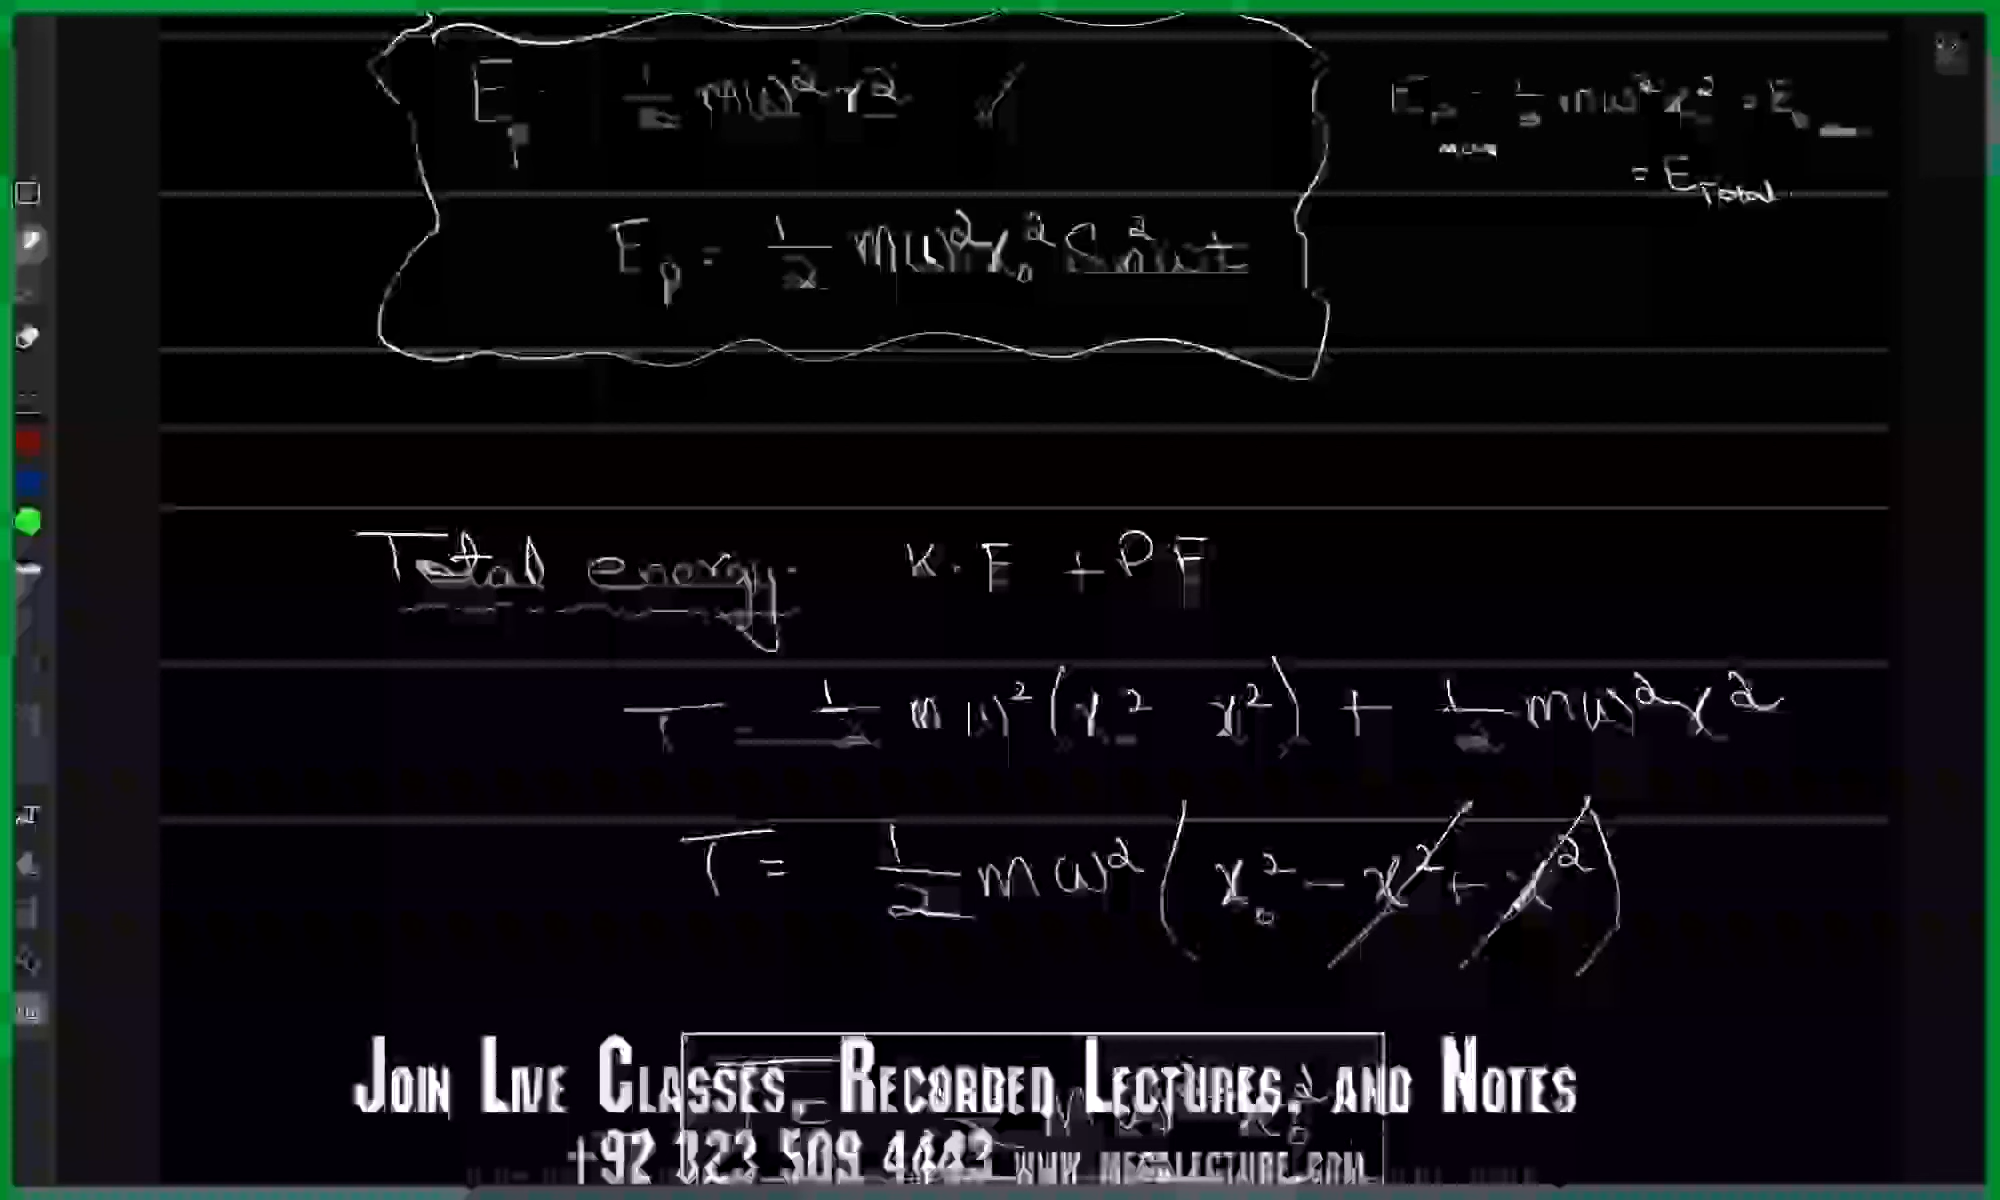 Ep = 1/2 mω²x²
Ep max = 1/2 mω²x₀² = E
= E Total
Ep = 1/2 mω²x₀² Sin²ωt
Total energy K.E + P.E
T = 1/2 mω²(x₀² x²) + 1/2 mω²x²
T = 1/2 mω²(x₀² - x² + x²)
JOIN LIVE CLASSES, RECORDED LECTURES, AND NOTES
+92 323 509 4443